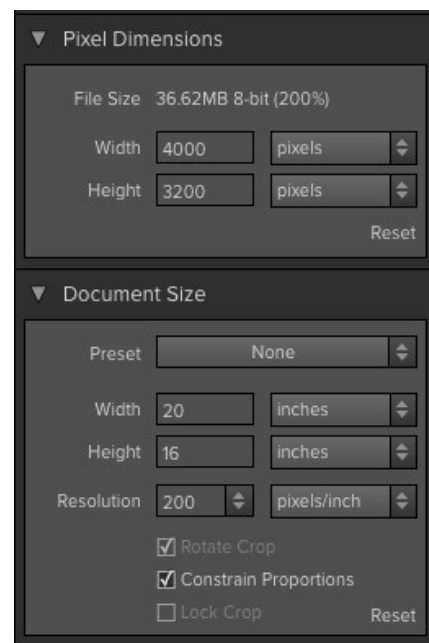 Pixel Dimensions
File Size 36.62MB 8-bit (200%)
Width 4000 pixels
Height 3200 pixels
Reset
Document Size
Preset None
Width 20 inches
Height 16 inches
Resolution 200 pixels/inch
Rotate Crop
Constrain Proportions
Lock Crop Reset